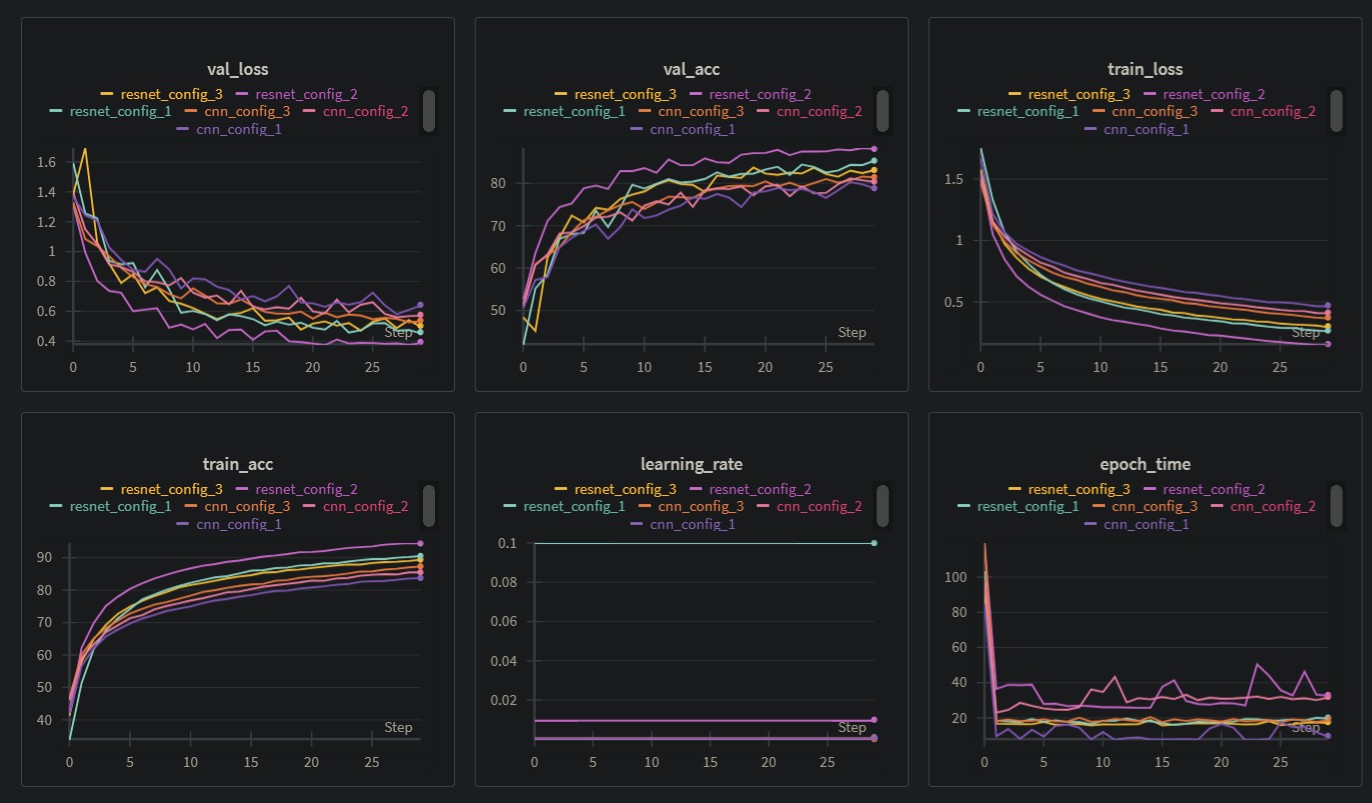 val_loss
resnet_config_3 resnet_config_2
resnet_config_1 cnn_config_3 cnn_config_2
cnn_config_1
1.6
1.4
1.2
1
0.8
0.6
0.4
Step
0 5 10 15 20 25
val_acc
resnet_config_3 resnet_config_2
resnet_config_1 cnn_config_3 cnn_config_2
cnn_config_1
80
70
60
50
Step
0 5 10 15 20 25
train_loss
resnet_config_3 resnet_config_2
resnet_config_1 cnn_config_3 cnn_config_2
cnn_config_1
1.5
1
0.5
Step
0 5 10 15 20 25
train_acc
resnet_config_3 resnet_config_2
resnet_config_1 cnn_config_3 cnn_config_2
cnn_config_1
90
80
70
60
50
40
Step
0 5 10 15 20 25
learning_rate
resnet_config_3 resnet_config_2
resnet_config_1 cnn_config_3 cnn_config_2
cnn_config_1
0.1
0.08
0.06
0.04
0.02
Step
0 5 10 15 20 25
epoch_time
resnet_config_3 resnet_config_2
resnet_config_1 cnn_config_3 cnn_config_2
cnn_config_1
100
80
60
40
20
Step
0 5 10 15 20 25